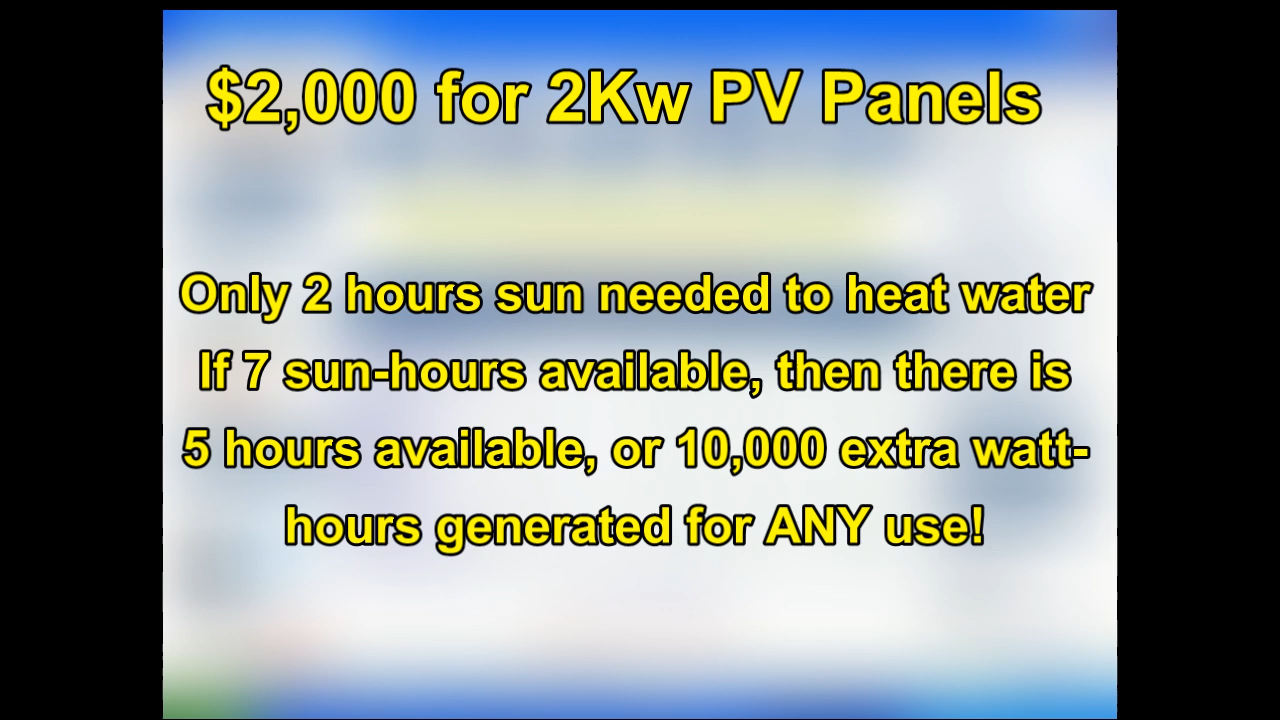 $2,000 for 2Kw PV Panels
Only 2 hours sun needed to heat water
If 7 sun-hours available, then there is
5 hours available, or 10,000 extra watt-
hours generated for ANY use!